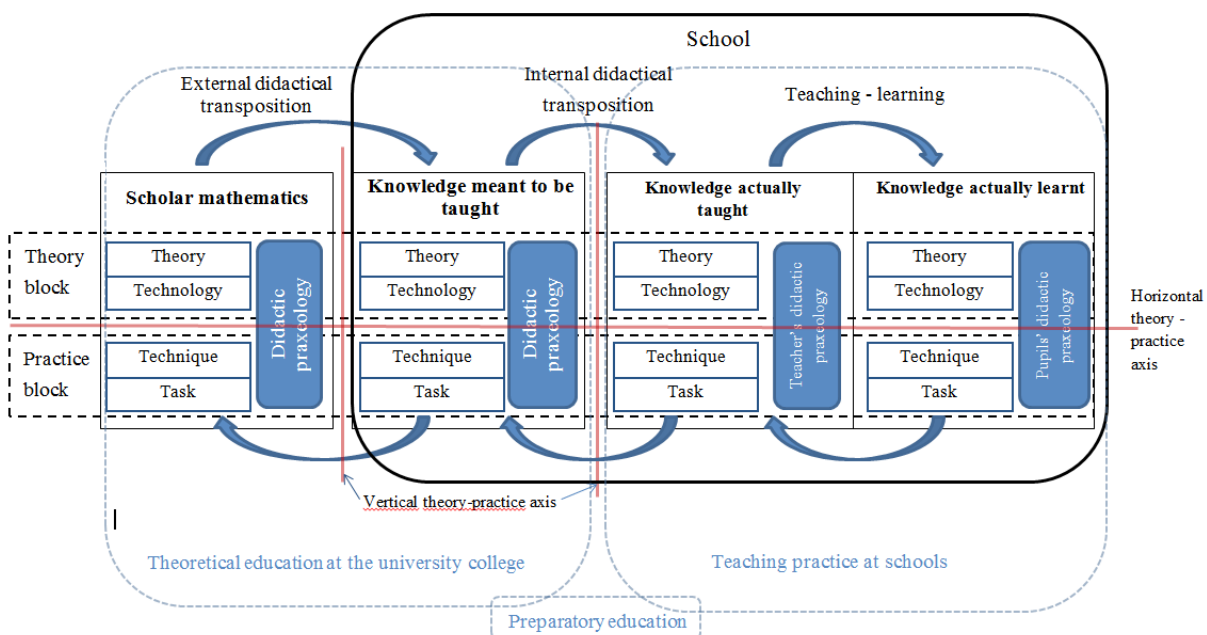 School
External didactical
transposition
Internal didactical
transposition
Teaching - learning
Scholar mathematics
Knowledge meant to be
taught
Knowledge actually
taught
Knowledge actually learnt
Theory
block
Theory
Technology
Didactic
praxeology
Theory
Technology
Didactic
praxeology
Theory
Technology
Teacher's didactic
praxeology
Theory
Technology
Pupils' didactic
praxeology
Horizontal
theory -
practice
axis
Practice
block
Technique
Task
Technique
Task
Technique
Task
Technique
Task
Vertical theory-practice axis
Theoretical education at the university college
Teaching practice at schools
Preparatory education